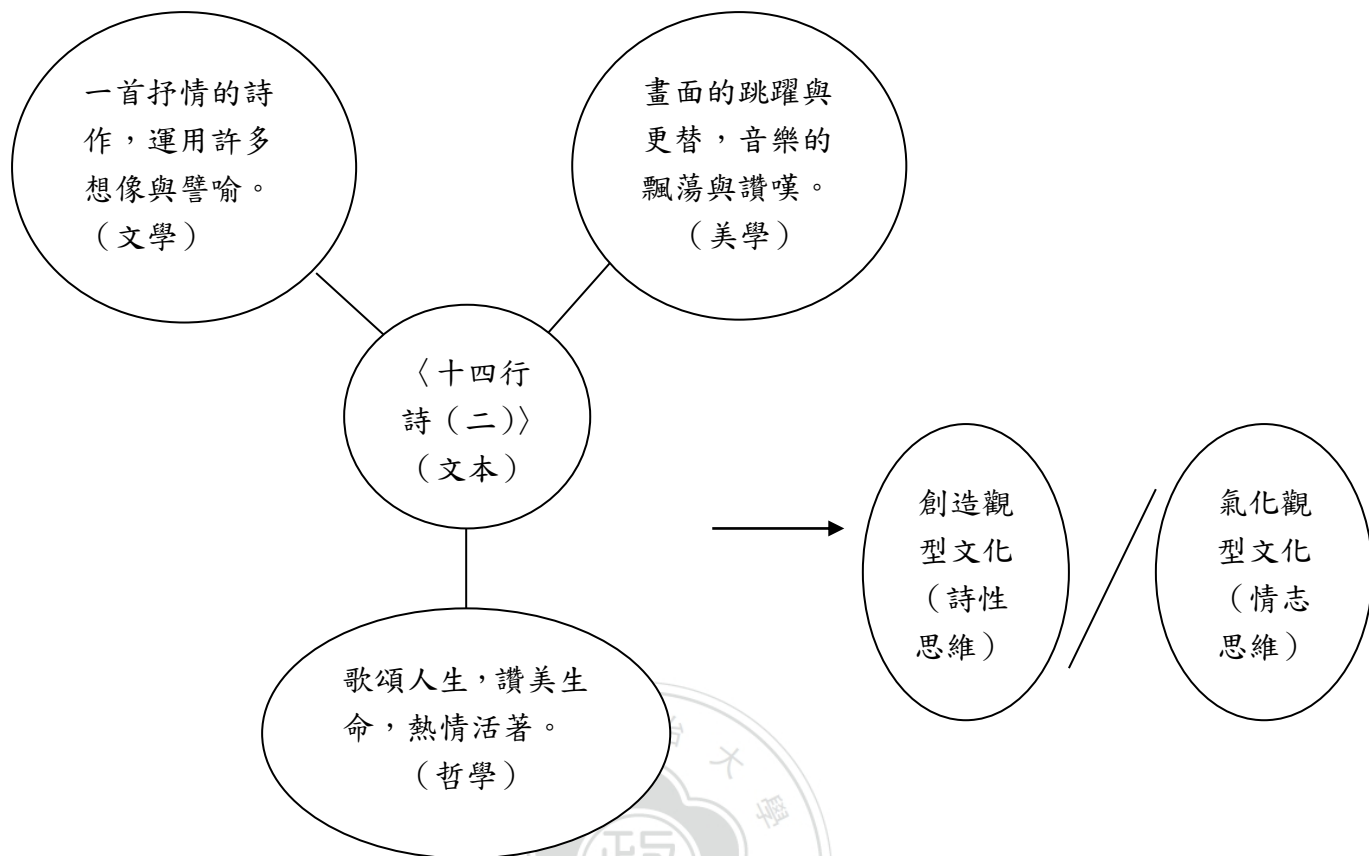 一首抒情的詩
作，運用許多
想像與譬喻。
（文學）
畫面的跳躍與
更替，音樂的
飄蕩與讚嘆。
（美學）
〈十四行
詩（二）〉
（文本）
創造觀
型文化
（詩性
思維）
氣化觀
型文化
（情志
思維）
歌頌人生，讚美生
命，熱情活著。
（哲學）
治大學